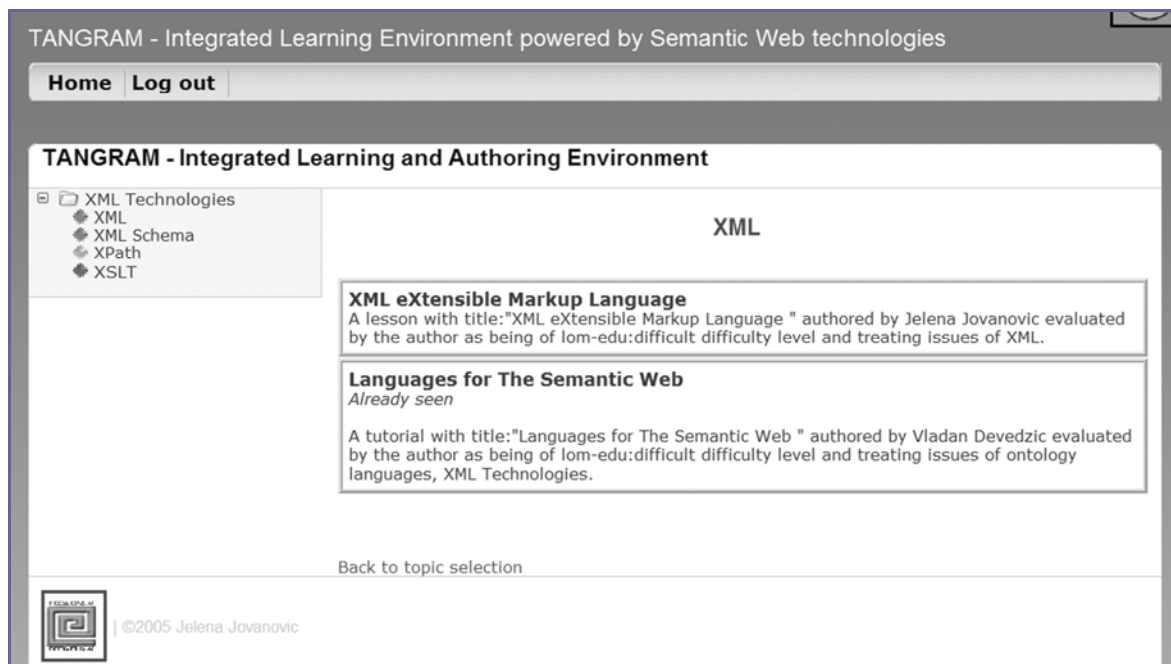 TANGRAM - Integrated Learning Environment powered by Semantic Web technologies
Home Log out
TANGRAM - Integrated Learning and Authoring Environment
XML Technologies
XML
XML Schema
XPath
XSLT
XML
XML eXtensible Markup Language
A lesson with title:"XML eXtensible Markup Language " authored by Jelena Jovanovic evaluated
by the author as being of lom-edu:difficult difficulty level and treating issues of XML.
Languages for The Semantic Web
Already seen
A tutorial with title:"Languages for The Semantic Web " authored by Vladan Devedzic evaluated
by the author as being of lom-edu:difficult difficulty level and treating issues of ontology
languages, XML Technologies.
Back to topic selection
| ©2005 Jelena Jovanovic